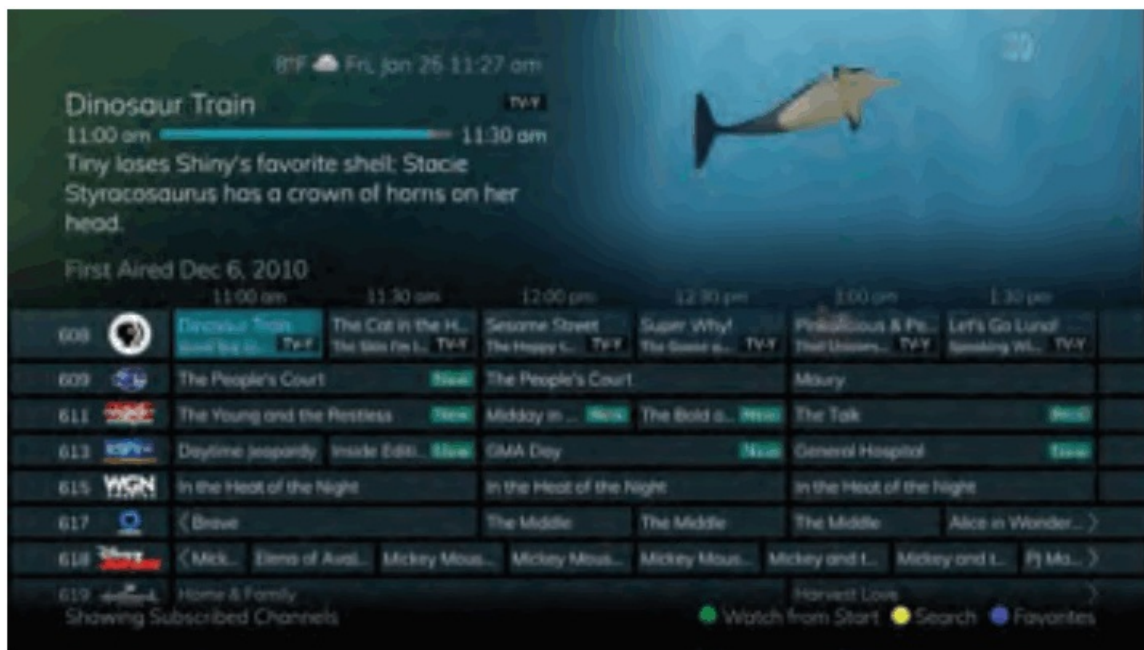 8°F Fri, Jan 25 11:27 am
Dinosaur Train TV-Y
11:00 am 11:30 am
Tiny loses Shiny's favorite shell; Stacie
Styracosaurus has a crown of horns on her
head.
First Aired Dec 6, 2010
11:00 am 11:30 am 12:00 pm 12:30 pm 1:00 pm 1:30 pm
608 Dinosaur Train The Cat in the H... Sesame Street Super Why! Pinkalicious & Pe... Let's Go Luna!
TV-Y The TV-Y The Happy t... TV-Y The TV-Y TV-Y TV-Y
609 The People's Court New The People's Court Maury
611 The Young and the Restless New Midday in ... New The Bold a... New The Talk New
613 Daytime Jeopardy Inside Editi... New GMA Day New General Hospital New
615 WGN In the Heat of the Night In the Heat of the Night In the Heat of the Night
617 Brave The Middle The Middle The Middle Alice in Wonder...
618 Mick... Elena of Aval... Mickey Mous... Mickey Mous... Mickey Mous... Mickey and t... Mickey and t... PJ Ma...
619 Home & Family Harvest Love
Showing Subscribed Channels Watch from Start Search Favorites